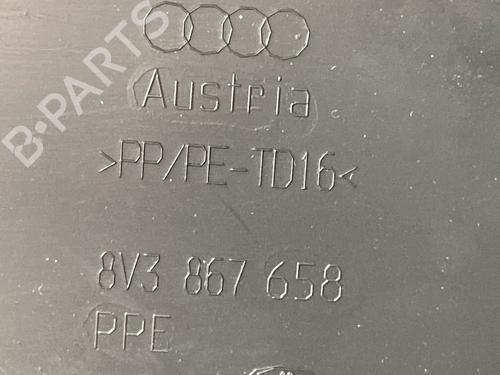 B-PARTS
Austria
>PP/PE-TD16<
8V3 867 658
PPE